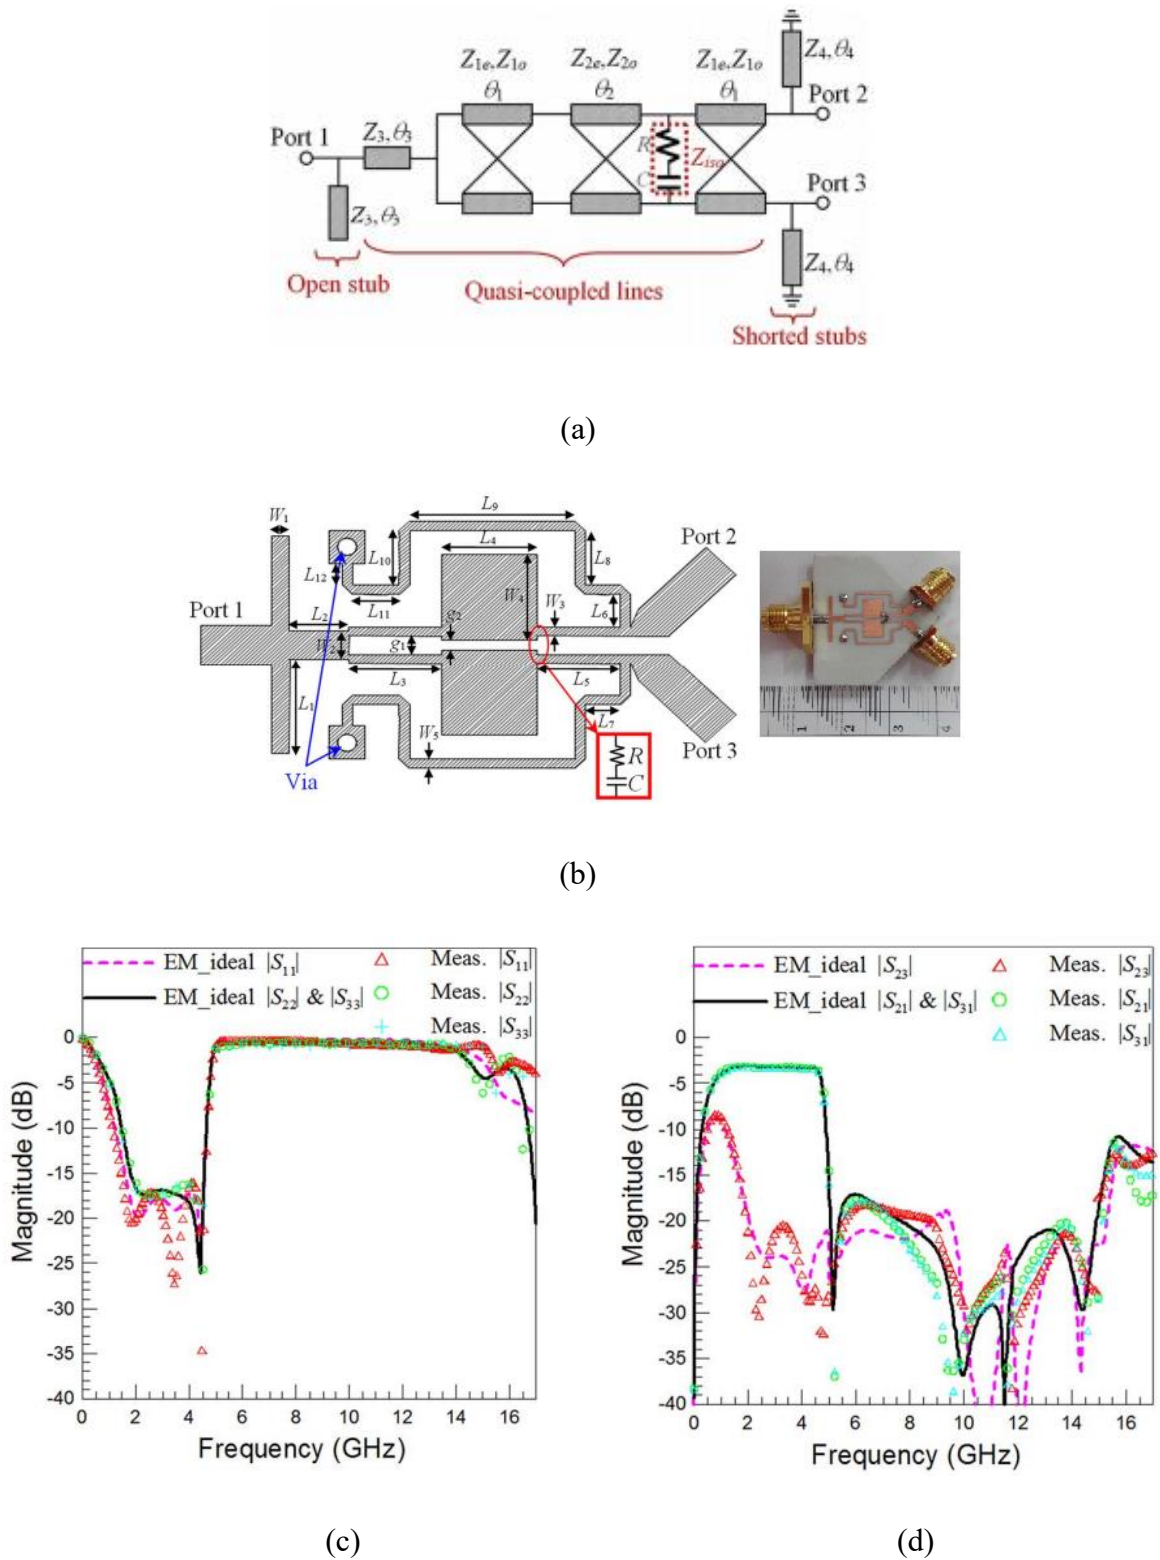 Z1e,Z1o
θ1
Z2e,Z2o
θ2
Z1e,Z1o
θ1
Z4,θ4
Port 2
Port 1
Z3,θ3
R
C
Ziso
Port 3
Z3,θ3
Z4,θ4
Open stub
Quasi-coupled lines
Shorted stubs
(a)
W1
L9
L4
Port 2
L10
L8
L12
W4
W3
Port 1
L2
L11
g2
L6
W2
g1
L3
L5
L1
L7
W5
Port 3
R
C
Via
1 2 3 4
(b)
EM_ideal |S11|
Meas. |S11|
EM_ideal |S22| & |S33|
Meas. |S22|
Meas. |S33|
Magnitude (dB)
0
-5
-10
-15
-20
-25
-30
-35
-40
0 2 4 6 8 10 12 14 16
Frequency (GHz)
(c)
EM_ideal |S23|
Meas. |S23|
EM_ideal |S21| & |S31|
Meas. |S21|
Meas. |S31|
Magnitude (dB)
0
-5
-10
-15
-20
-25
-30
-35
-40
0 2 4 6 8 10 12 14 16
Frequency (GHz)
(d)